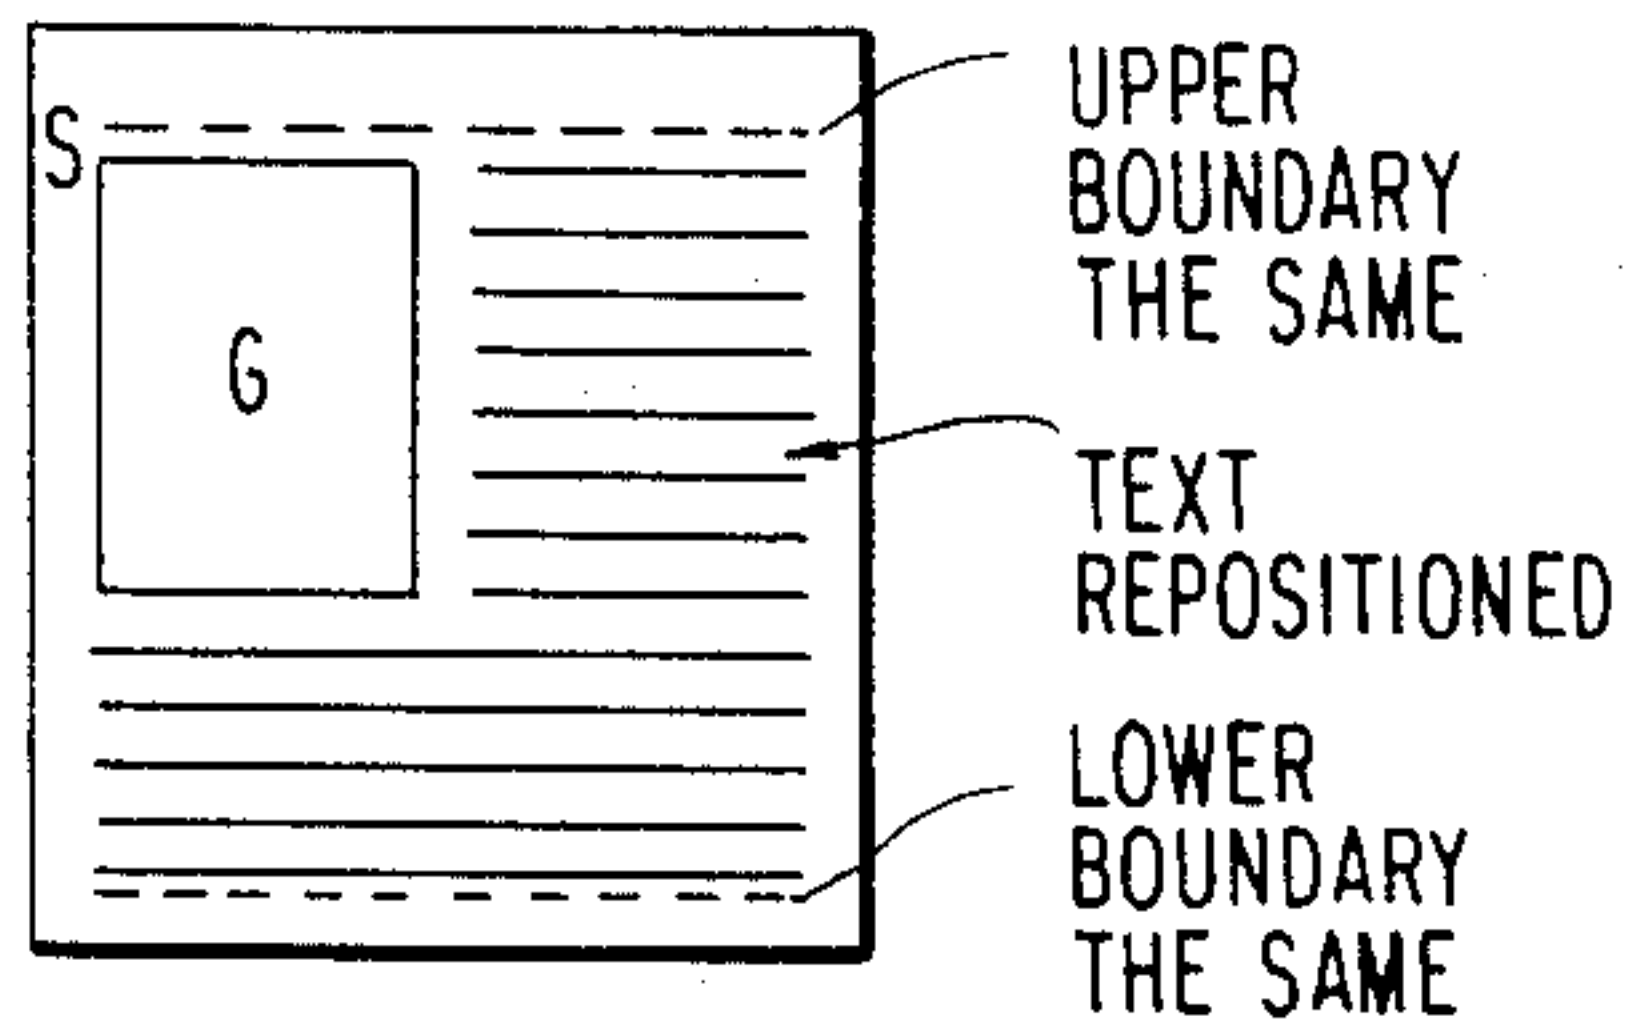 S
G
UPPER
BOUNDARY
THE SAME
TEXT
REPOSITIONED
LOWER
BOUNDARY
THE SAME